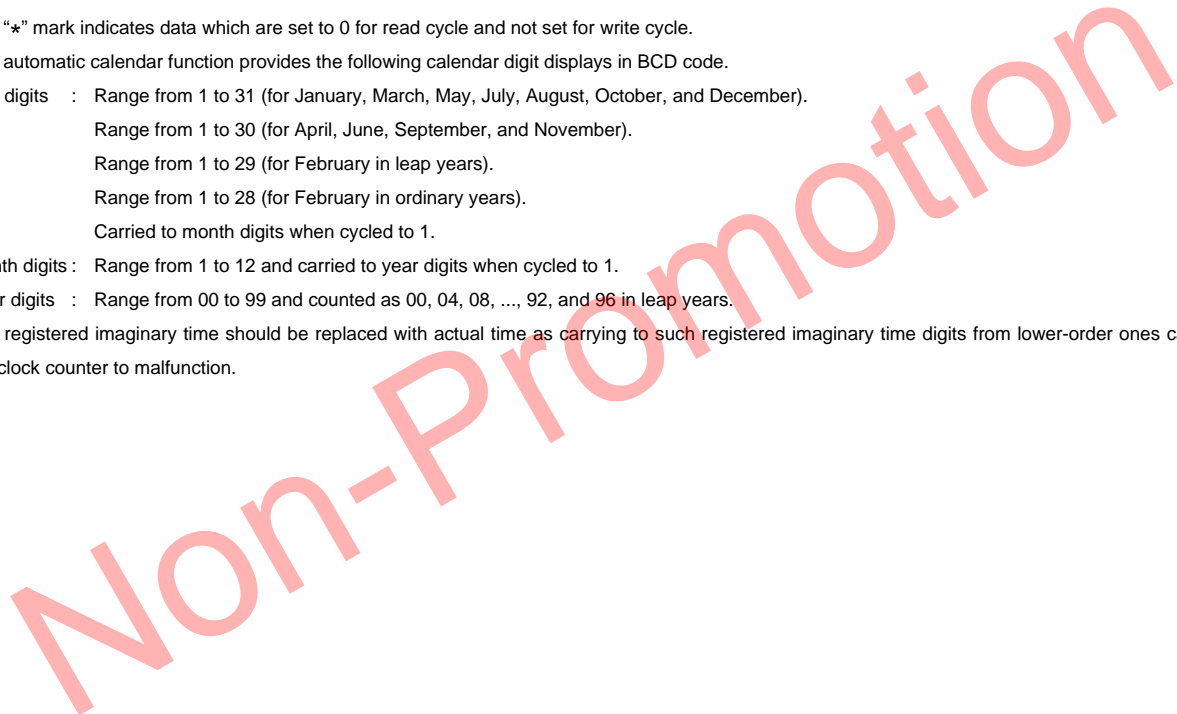 “*” mark indicates data which are set to 0 for read cycle and not set for write cycle.
automatic calendar function provides the following calendar digit displays in BCD code.
digits : Range from 1 to 31 (for January, March, May, July, August, October, and December).
Range from 1 to 30 (for April, June, September, and November).
Range from 1 to 29 (for February in leap years).
Range from 1 to 28 (for February in ordinary years).
Carried to month digits when cycled to 1.
th digits : Range from 1 to 12 and carried to year digits when cycled to 1.
r digits : Range from 00 to 99 and counted as 00, 04, 08, ..., 92, and 96 in leap years.
registered imaginary time should be replaced with actual time as carrying to such registered imaginary time digits from lower-order ones c
clock counter to malfunction.
Non-Promotion